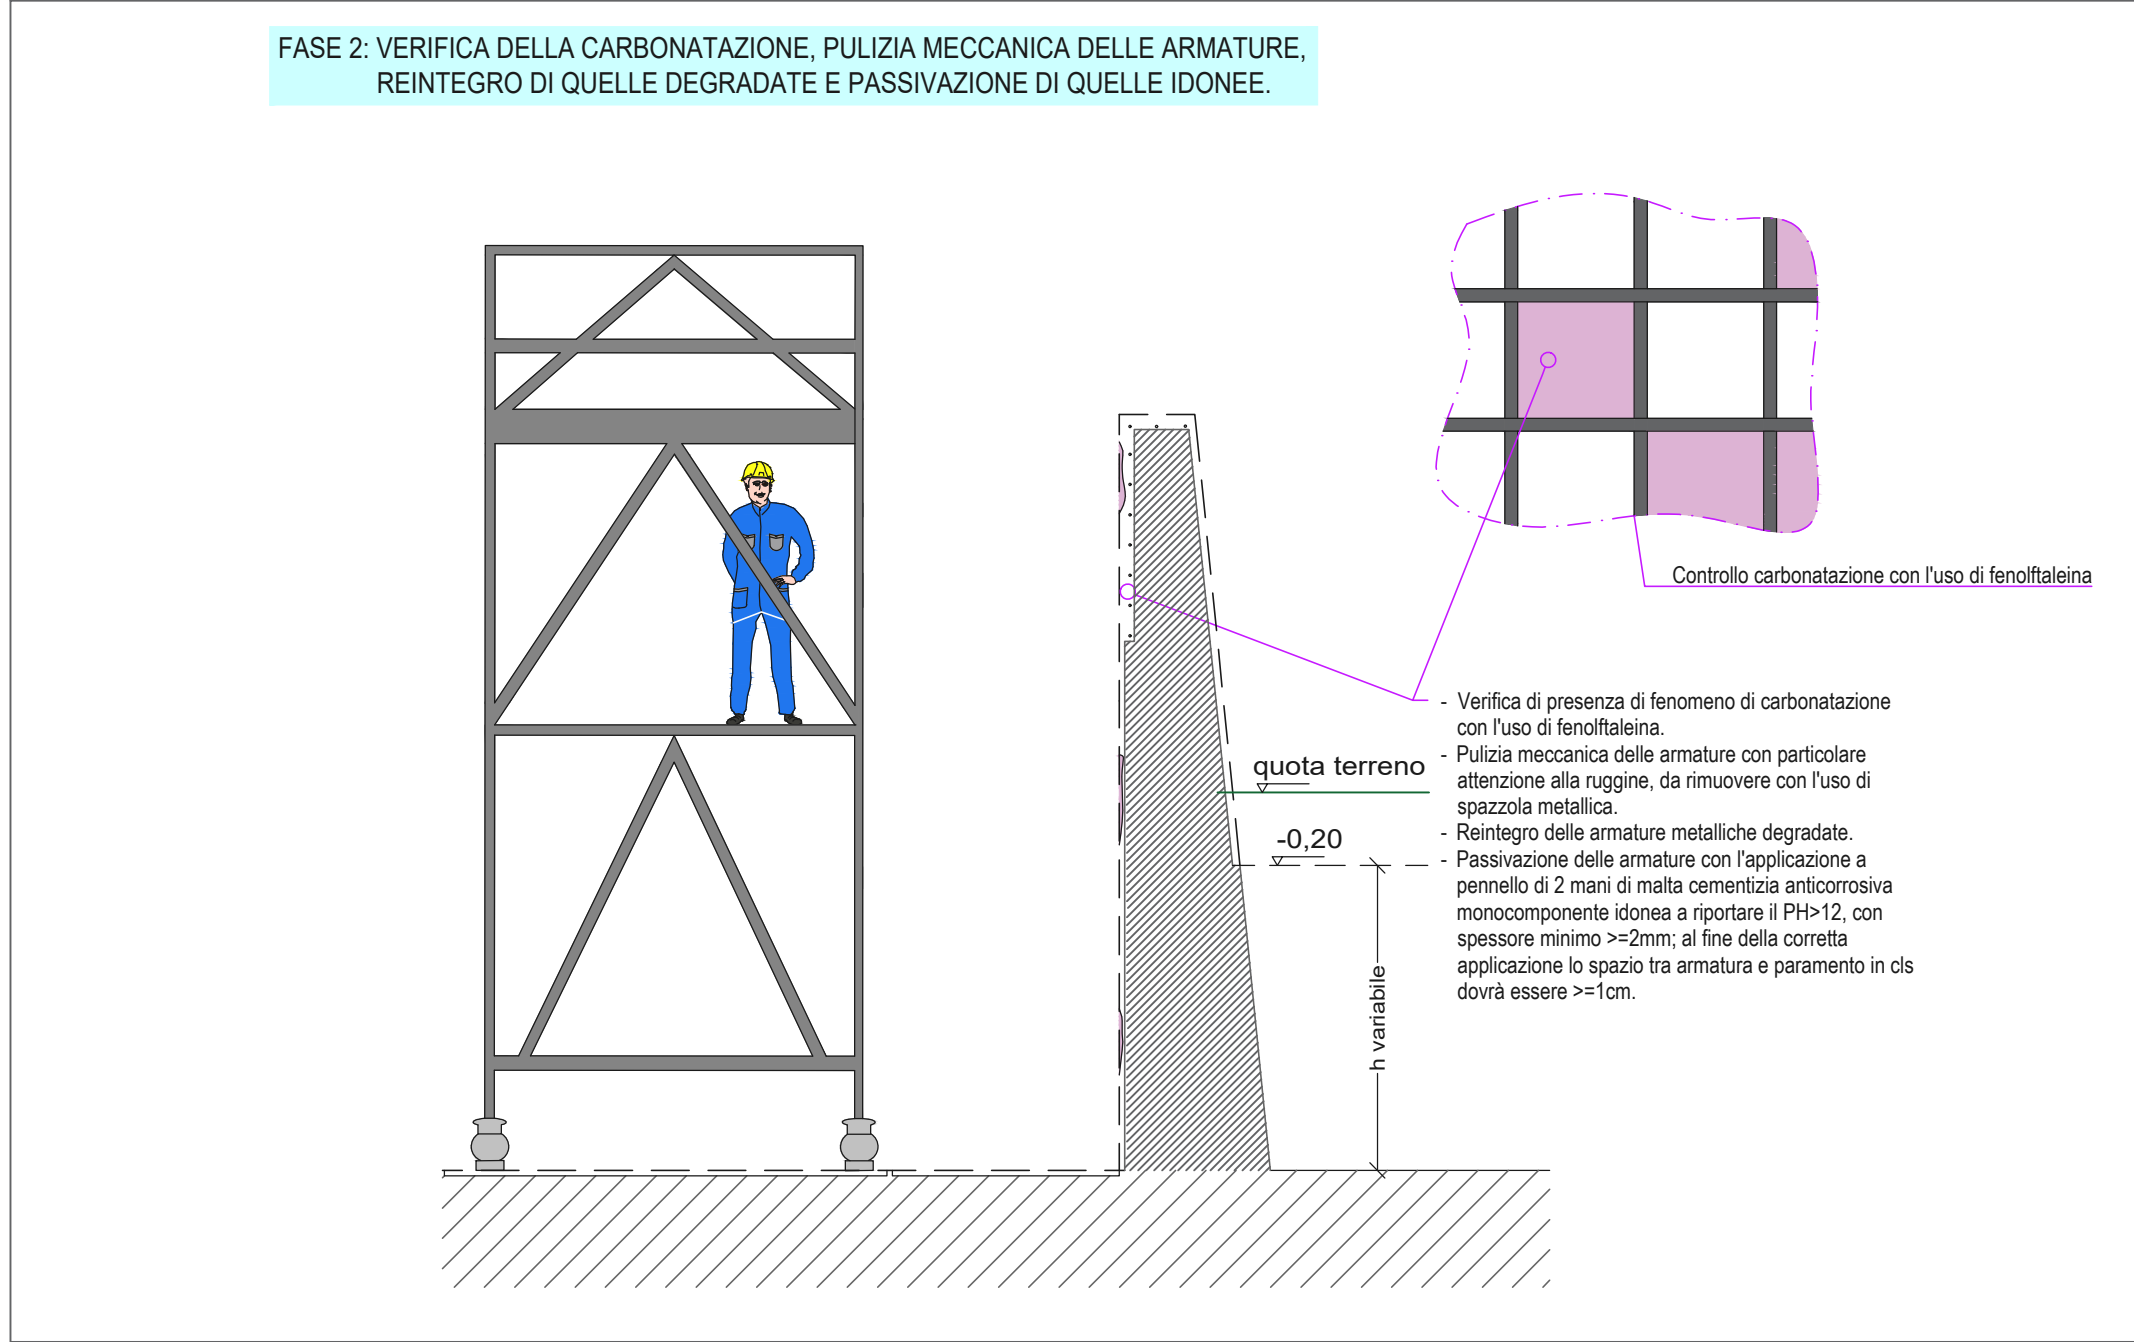 FASE 2: VERIFICA DELLA CARBONATAZIONE, PULIZIA MECCANICA DELLE ARMATURE,
REINTEGRO DI QUELLE DEGRADATE E PASSIVAZIONE DI QUELLE IDONEE.
Controllo carbonatazione con l'uso di fenolftaleina
- Verifica di presenza di fenomeno di carbonatazione
con l'uso di fenolftaleina.
- Pulizia meccanica delle armature con particolare
attenzione alla ruggine, da rimuovere con l'uso di
spazzola metallica.
- Reintegro delle armature metalliche degradate.
- Passivazione delle armature con l'applicazione a
pennello di 2 mani di malta cementizia anticorrosiva
monocomponente idonea a riportare il PH>12, con
spessore minimo >=2mm; al fine della corretta
applicazione lo spazio tra armatura e paramento in cls
dovrà essere >=1cm.
quota terreno
-0,20
h variabile